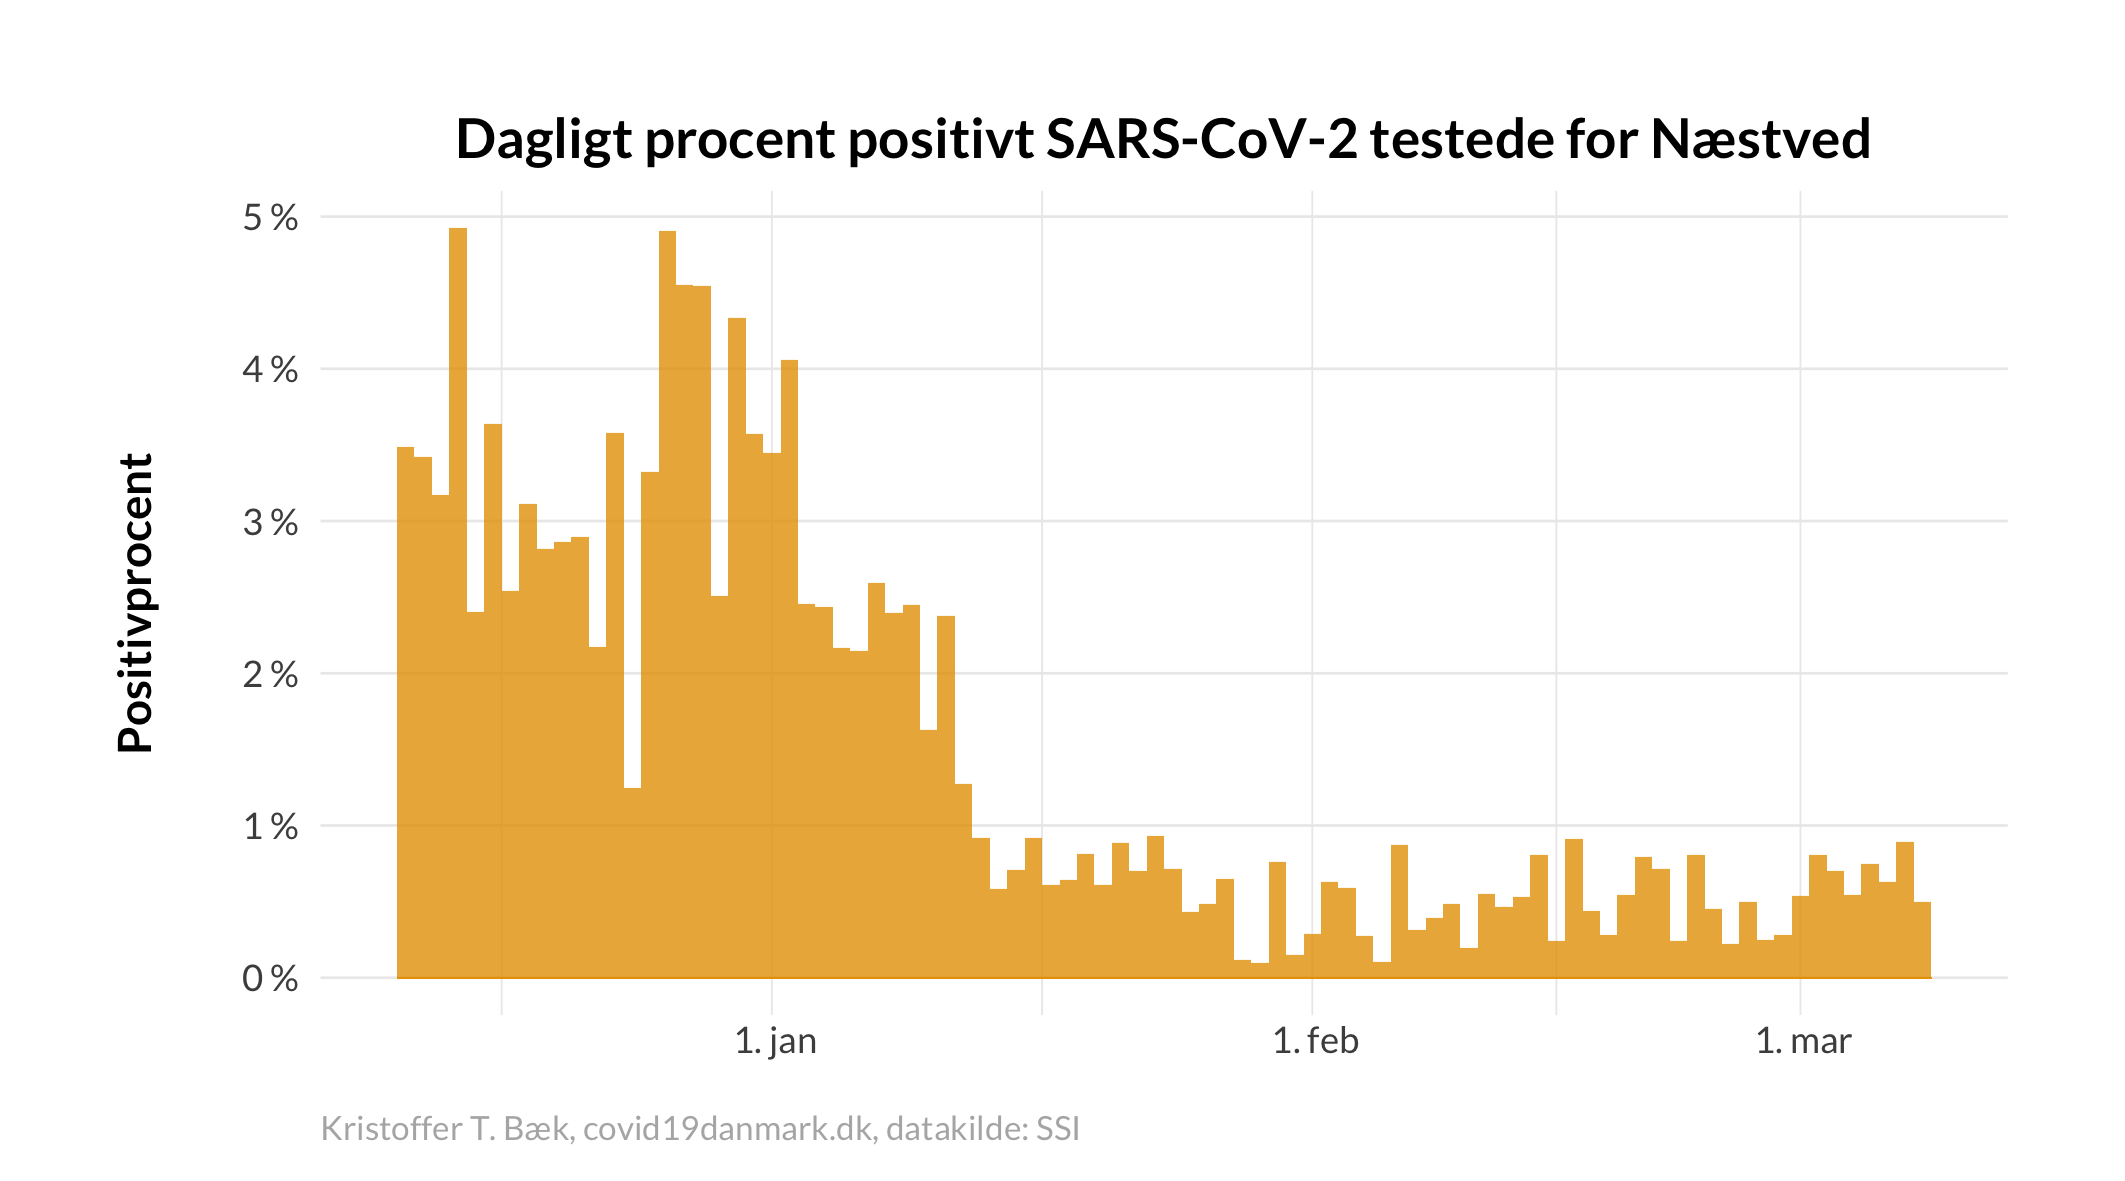 Dagligt procent positivt SARS-CoV-2 testede for Næstved
Positivprocent
5 %
4 %
3 %
2 %
1 %
0 %
1. jan
1. feb
1. mar
Kristoffer T. Bæk, covid19danmark.dk, datakilde: SSI